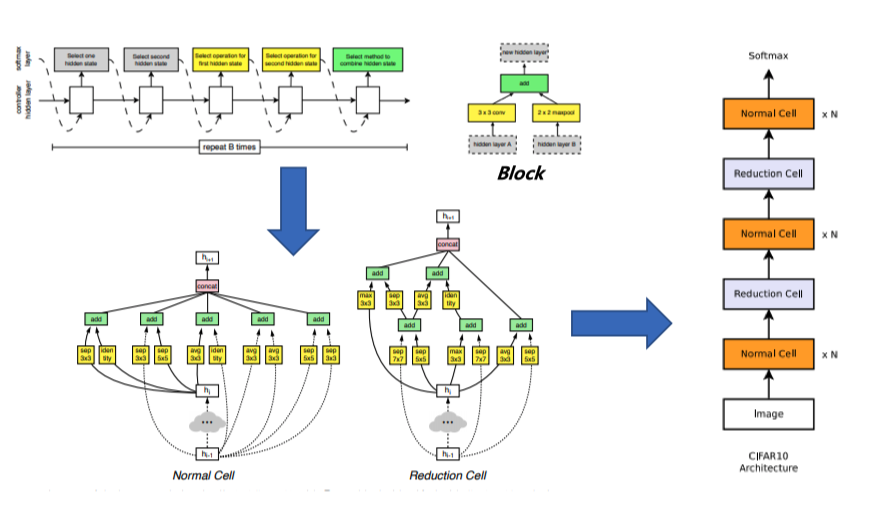 softmax
layer
controller
hidden layer
Select one
hidden state
Select second
hidden state
Select operation for
first hidden state
Select operation for
second hidden state
Select method to
combine hidden state
repeat B times
new hidden layer
add
3 x 3 conv
2 x 2 maxpool
hidden layer A
hidden layer B
Block
hi+1
concat
add
add
add
add
add
sep
3x3
iden
tity
sep
3x3
sep
5x5
avg
3x3
iden
tity
avg
3x3
avg
3x3
sep
5x5
sep
3x3
hi
...
hi-1
Normal Cell
hi+1
concat
add
add
max
3x3
sep
3x3
avg
3x3
iden
tity
add
add
add
sep
7x7
sep
5x5
max
3x3
sep
7x7
avg
3x3
sep
5x5
hi
...
hi-1
Reduction Cell
Softmax
Normal Cell x N
Reduction Cell
Normal Cell x N
Reduction Cell
Normal Cell x N
Image
CIFAR10
Architecture